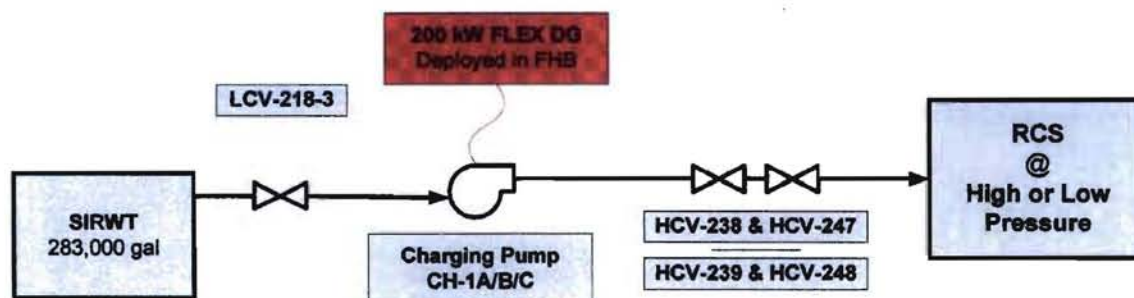 200 kW FLEX DG
Deployed in FHB
LCV-218-3
SIRWT
283,000 gal
Charging Pump
CH-1A/B/C
HCV-238 & HCV-247
HCV-239 & HCV-248
RCS
@
High or Low
Pressure